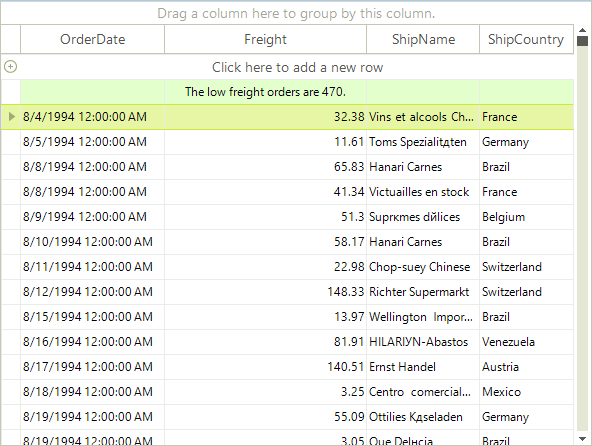 Drag a column here to group by this column.
OrderDate Freight ShipName ShipCountry
Click here to add a new row
The low freight orders are 470.
8/4/1994 12:00:00 AM 32.38 Vins et alcools Ch... France
8/5/1994 12:00:00 AM 11.61 Toms Spezialitдten Germany
8/8/1994 12:00:00 AM 65.83 Hanari Carnes Brazil
8/8/1994 12:00:00 AM 41.34 Victuailles en stock France
8/9/1994 12:00:00 AM 51.3 Suprкmes dйlices Belgium
8/10/1994 12:00:00 AM 58.17 Hanari Carnes Brazil
8/11/1994 12:00:00 AM 22.98 Chop-suey Chinese Switzerland
8/12/1994 12:00:00 AM 148.33 Richter Supermarkt Switzerland
8/15/1994 12:00:00 AM 13.97 Wellington Impor... Brazil
8/16/1994 12:00:00 AM 81.91 HILARIУN-Abastos Venezuela
8/17/1994 12:00:00 AM 140.51 Ernst Handel Austria
8/18/1994 12:00:00 AM 3.25 Centro comercial... Mexico
8/19/1994 12:00:00 AM 55.09 Ottilies Kдseladen Germany
8/19/1994 12:00:00 AM 3.05 Que Delнcia Brazil